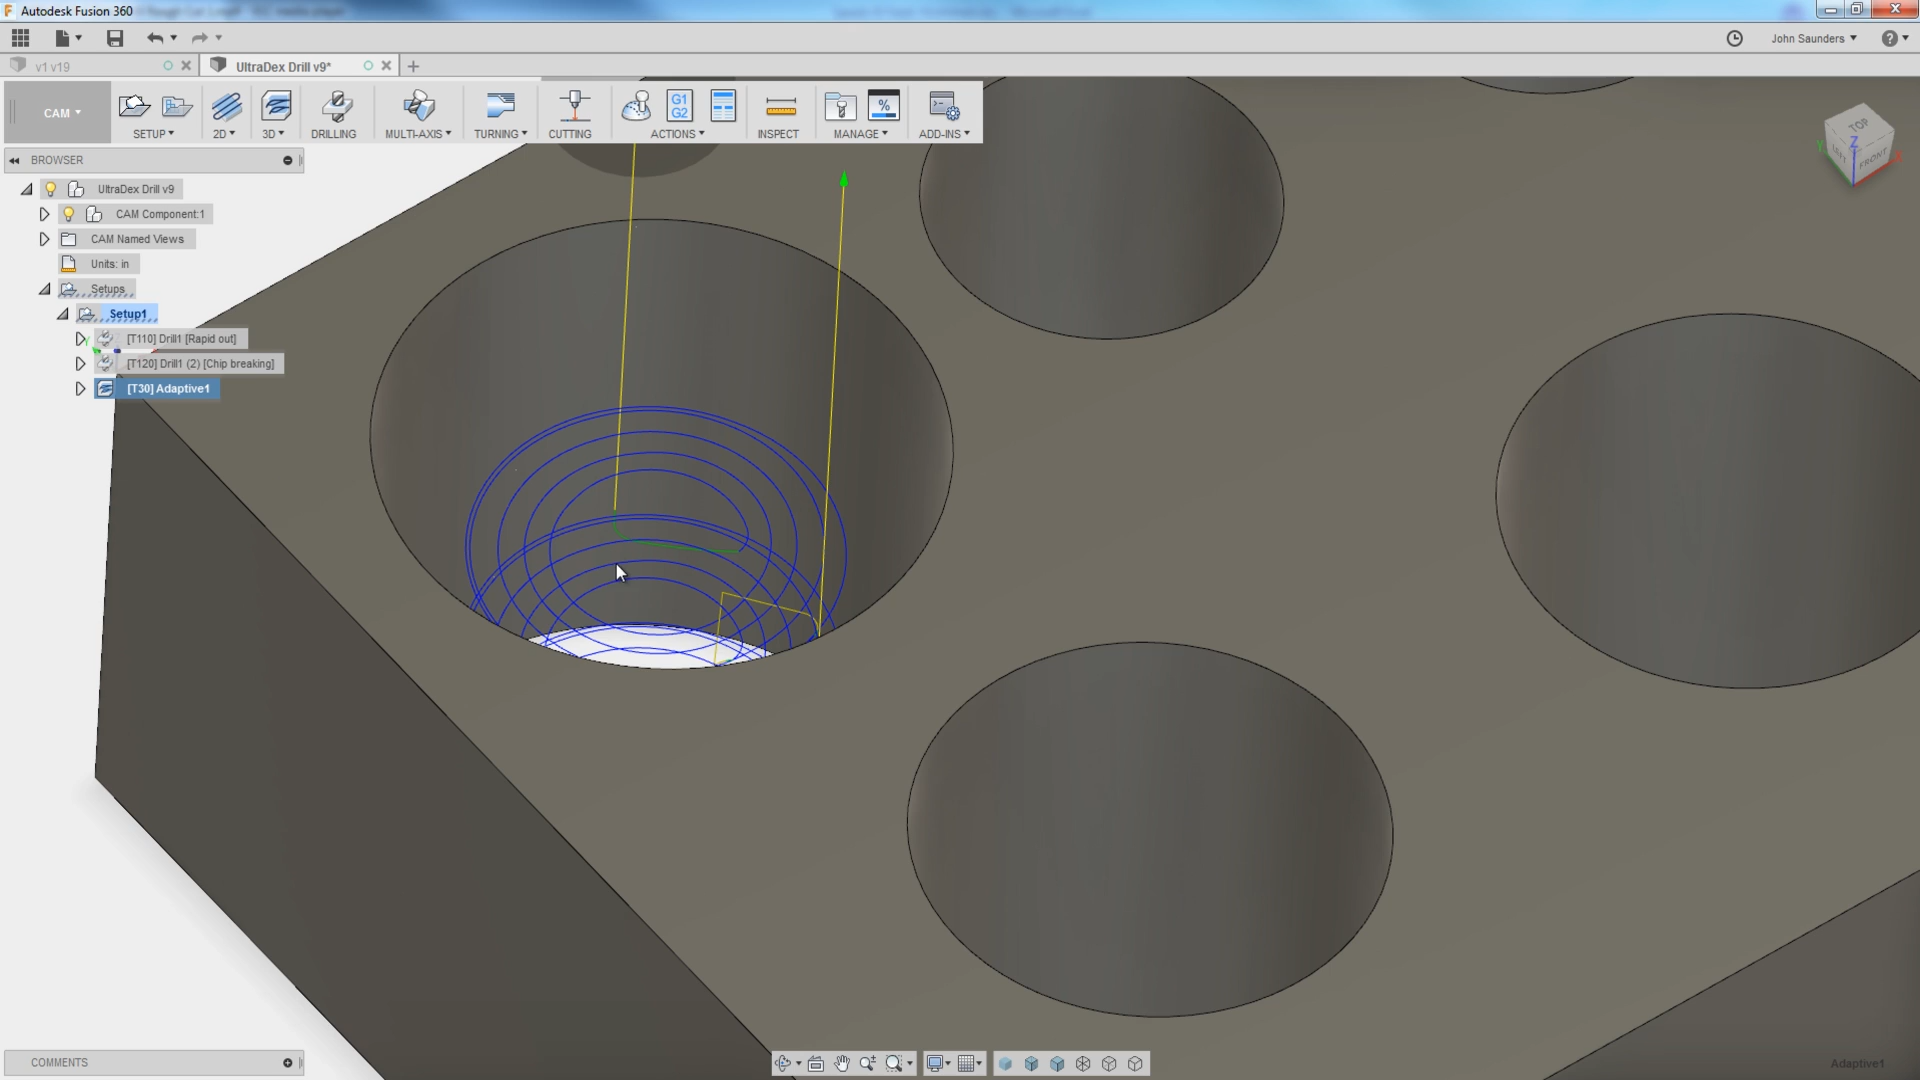 Autodesk Fusion 360
John Saunders
v1 v19
UltraDex Drill v9*
CAM
SETUP
2D
3D
DRILLING
MULTI-AXIS
TURNING
CUTTING
G1
G2
ACTIONS
INSPECT
%
MANAGE
ADD-INS
BROWSER
UltraDex Drill v9
CAM Component:1
CAM Named Views
Units: in
Setups
Setup1
[T110] Drill1 [Rapid out]
[T120] Drill1 (2) [Chip breaking]
[T30] Adaptive1
TOP
LEFT
FRONT
Z
X
Y
COMMENTS
Adaptive1